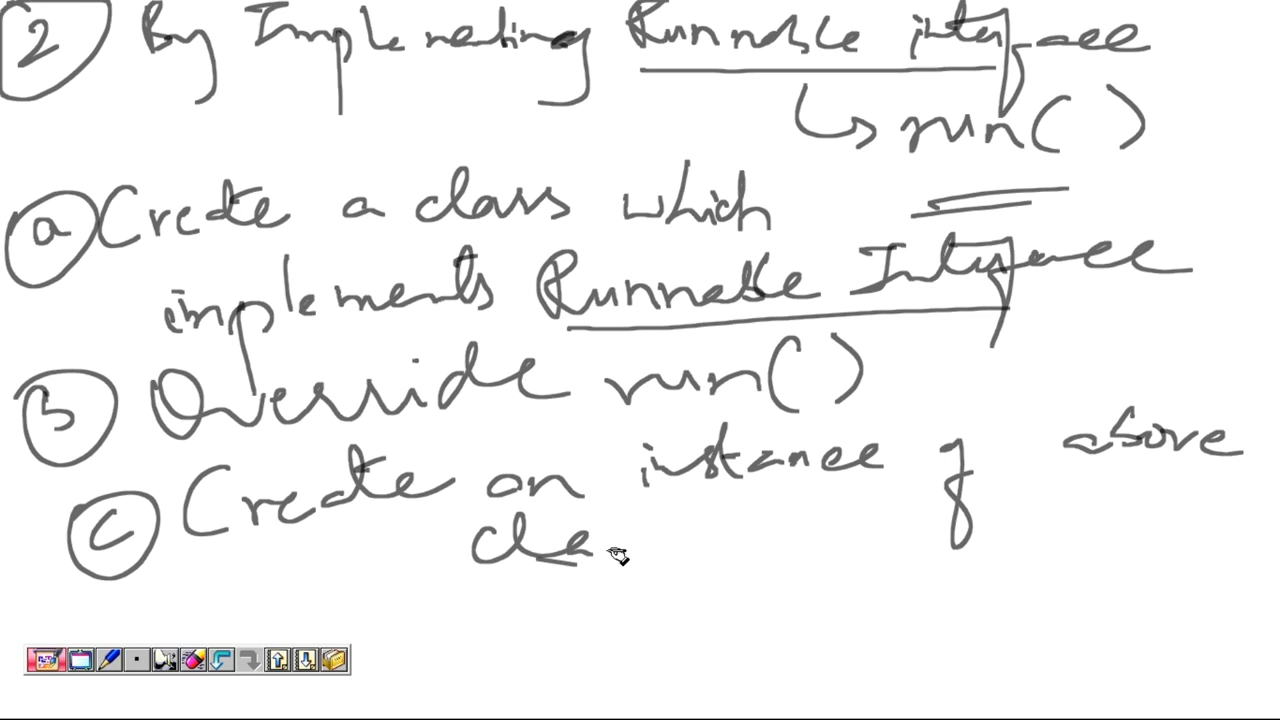 2 By Implementing Runnable interface
↳ run()
a Create a class which
implements Runnable Interface
B Override run()
C Create an instance of above
cla